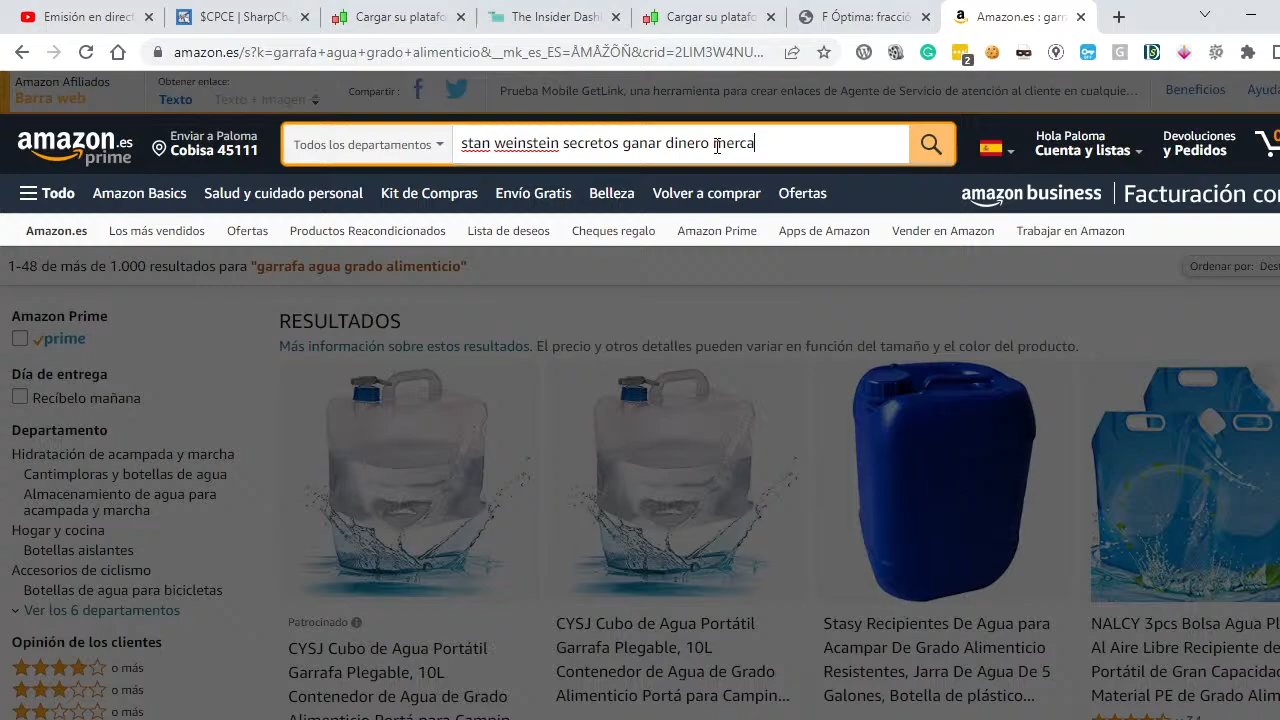 Emisión en direct
$CPCE | SharpCha
Cargar su platafo
The Insider Dash
Cargar su platafo
F Óptima: fracció
Amazon.es : garr
amazon.es/s?k=garrafa+agua+grado+alimenticio&__mk_es_ES=ÅMÅŽÕÑ&crid=2LIM3W4NU...
2
Amazon Afiliados
Barra web
Obtener enlace:
Texto
Texto + Imagen
Compartir :
Prueba Mobile GetLink, una herramienta para crear enlaces de Agente de Servicio de atención al cliente en cualquie...
Beneficios
Ayuda
amazon.es
prime
Enviar a Paloma
Cobisa 45111
Todos los departamentos
stan weinstein secretos ganar dinero merca
Hola Paloma
Cuenta y listas
Devoluciones
y Pedidos
Todo
Amazon Basics
Salud y cuidado personal
Kit de Compras
Envío Gratis
Belleza
Volver a comprar
Ofertas
amazon business
Facturación co
Amazon.es
Los más vendidos
Ofertas
Productos Reacondicionados
Lista de deseos
Cheques regalo
Amazon Prime
Apps de Amazon
Vender en Amazon
Trabajar en Amazon
1-48 de más de 1.000 resultados para "garrafa agua grado alimenticio"
Ordenar por: Des
Amazon Prime
prime
Día de entrega
Recíbelo mañana
Departamento
Hidratación de acampada y marcha
Cantimploras y botellas de agua
Almacenamiento de agua para
acampada y marcha
Hogar y cocina
Botellas aislantes
Accesorios de ciclismo
Botellas de agua para bicicletas
Ver los 6 departamentos
Opinión de los clientes
o más
o más
o más
RESULTADOS
Más información sobre estos resultados. El precio y otros detalles pueden variar en función del tamaño y el color del producto.
Patrocinado
CYSJ Cubo de Agua Portátil
Garrafa Plegable, 10L
Contenedor de Agua de Grado
Alimenticio Portá para Campin
CYSJ Cubo de Agua Portátil
Garrafa Plegable, 10L
Contenedor de Agua de Grado
Alimenticio Portá para Campin...
Stasy Recipientes De Agua para
Acampar De Grado Alimenticio
Resistentes, Jarra De Agua De 5
Galones, Botella de plástico...
NALCY 3pcs Bolsa Agua Pl
Al Aire Libre Recipiente de
Portátil de Gran Capacidad
Material PE de Grado Alim